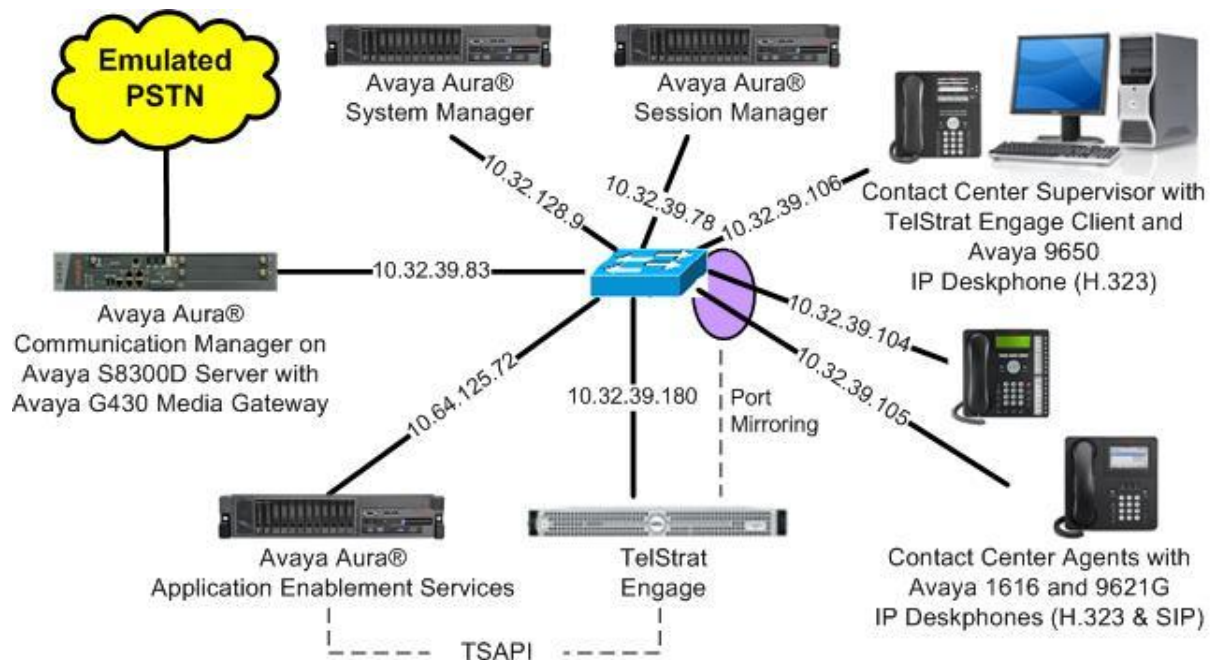 Emulated
PSTN
Avaya Aura®
System Manager
Avaya Aura®
Session Manager
10.32.128.9
10.32.39.78
10.32.39.106
Contact Center Supervisor with
TelStrat Engage Client and
Avaya 9650
IP Deskphone (H.323)
10.32.39.83
Avaya Aura®
Communication Manager on
Avaya S8300D Server with
Avaya G430 Media Gateway
10.64.125.72
10.32.39.180
Port
Mirroring
10.32.39.104
10.32.39.105
Avaya Aura®
Application Enablement Services
TelStrat
Engage
Contact Center Agents with
Avaya 1616 and 9621G
IP Deskphones (H.323 & SIP)
TSAPI